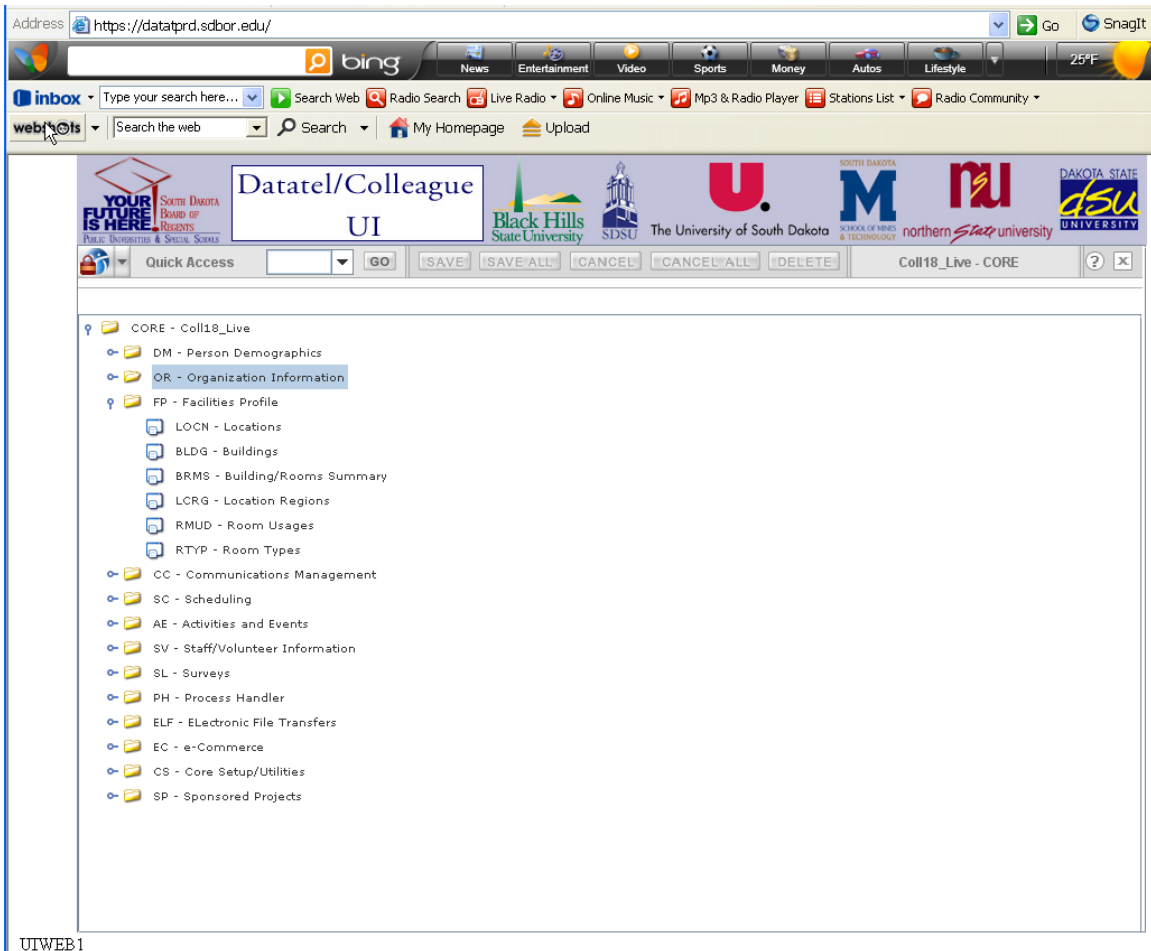 Address https://datatprd.sdbor.edu/ Go SnagIt
bing News Entertainment Video Sports Money Autos Lifestyle 25°F
inbox Type your search here... Search Web Radio Search Live Radio Online Music Mp3 & Radio Player Stations List Radio Community
webshots Search the web Search My Homepage Upload
YOUR FUTURE IS HERE. SOUTH DAKOTA BOARD OF REGENTS
PUBLIC UNIVERSITIES & SPECIAL SCHOOLS
Datatel/Colleague
UI
Black Hills
State University
SDSU
U.
The University of South Dakota
SOUTH DAKOTA
M
SCHOOL OF MINES
& TECHNOLOGY
nsu
northern State university
DAKOTA STATE
dsu
UNIVERSITY
Quick Access GO SAVE SAVE ALL CANCEL CANCEL ALL DELETE Coll18_Live - CORE ? x
CORE - Coll18_Live
DM - Person Demographics
OR - Organization Information
FP - Facilities Profile
LOCN - Locations
BLDG - Buildings
BRMS - Building/Rooms Summary
LCRG - Location Regions
RMUD - Room Usages
RTYP - Room Types
CC - Communications Management
SC - Scheduling
AE - Activities and Events
SV - Staff/Volunteer Information
SL - Surveys
PH - Process Handler
ELF - ELectronic File Transfers
EC - e-Commerce
CS - Core Setup/Utilities
SP - Sponsored Projects
UIWEB1